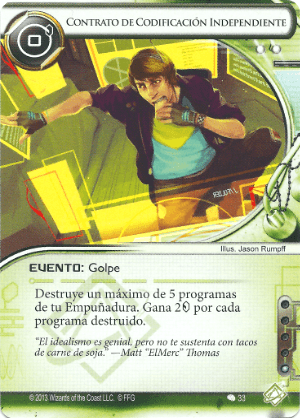 0
CONTRATO DE CODIFICACIÓN INDEPENDIENTE
Illus. Jason Rumpff
EVENTO: Golpe
Destruye un máximo de 5 programas
de tu Empuñadura. Gana 2 por cada
programa destruido.
"El idealismo es genial, pero no te sustenta con tacos
de carne de soja." —Matt "ElMerc" Thomas
© 2013 Wizards of the Coast LLC. © FFG
33